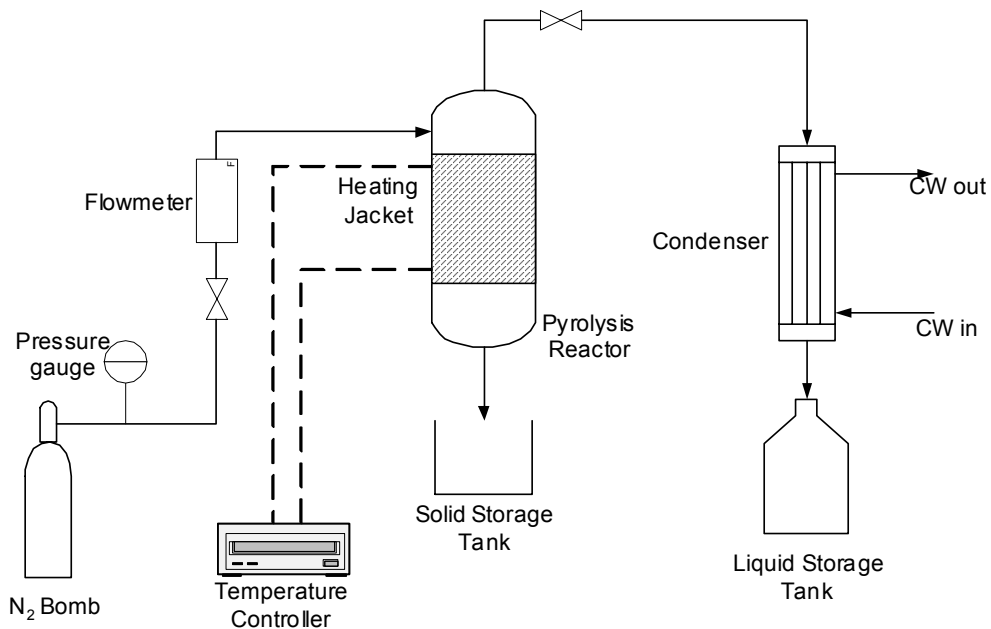 F
Flowmeter
Heating
Jacket
CW out
Condenser
CW in
Pressure
gauge
Pyrolysis
Reactor
Solid Storage
Tank
Liquid Storage
Tank
Temperature
Controller
N₂ Bomb